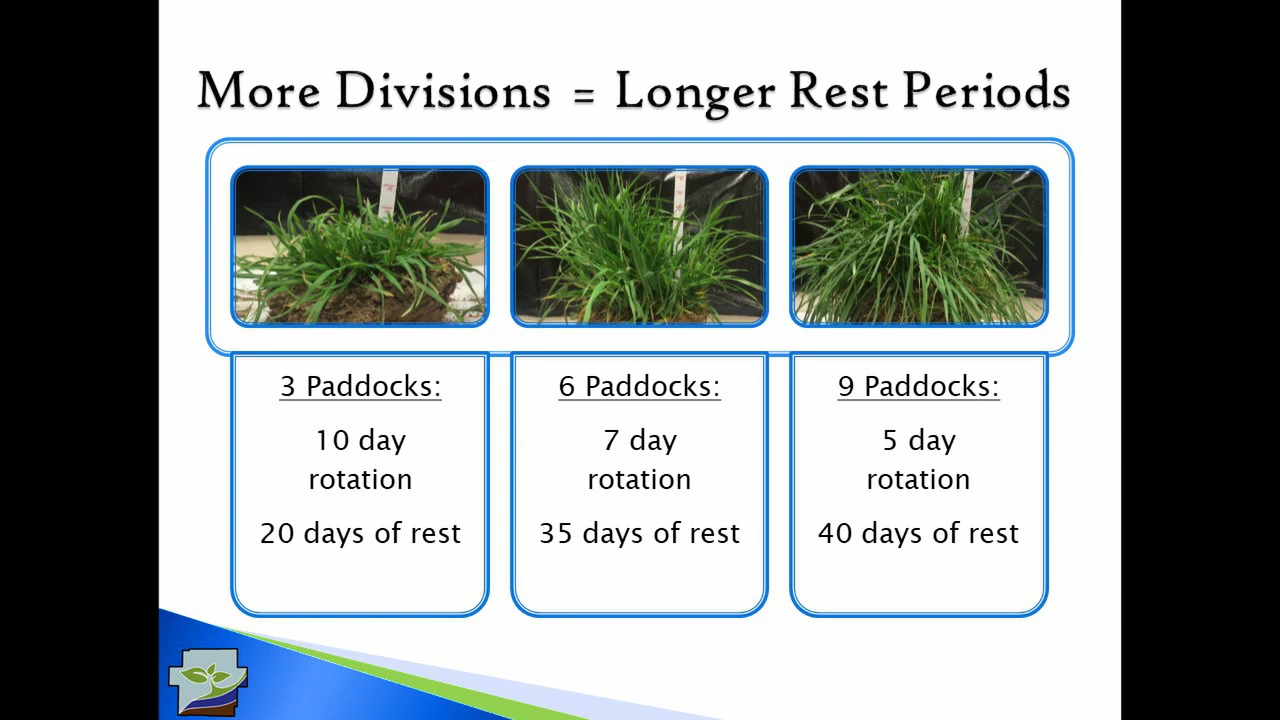 More Divisions = Longer Rest Periods
3 Paddocks:
10 day
rotation
20 days of rest
6 Paddocks:
7 day
rotation
35 days of rest
9 Paddocks:
5 day
rotation
40 days of rest